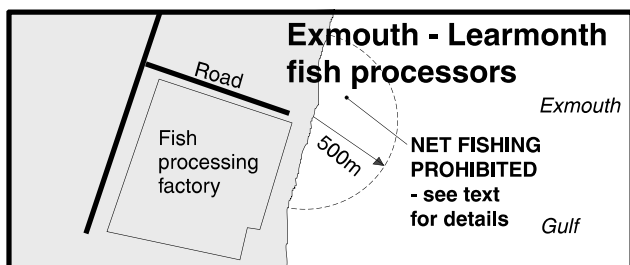 Exmouth - Learmonth
fish processors
Road
Exmouth
Fish
processing
factory
500m
NET FISHING
PROHIBITED
- see text
for details
Gulf